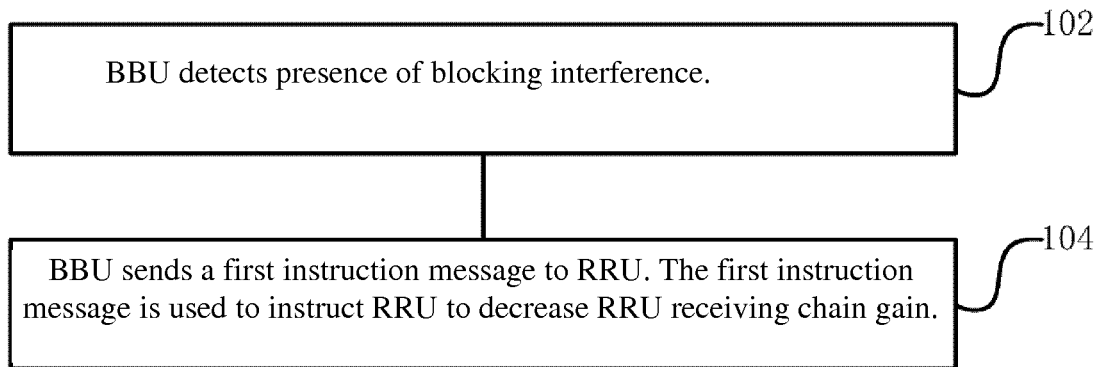 102
BBU detects presence of blocking interference.
104
BBU sends a first instruction message to RRU. The first instruction
message is used to instruct RRU to decrease RRU receiving chain gain.